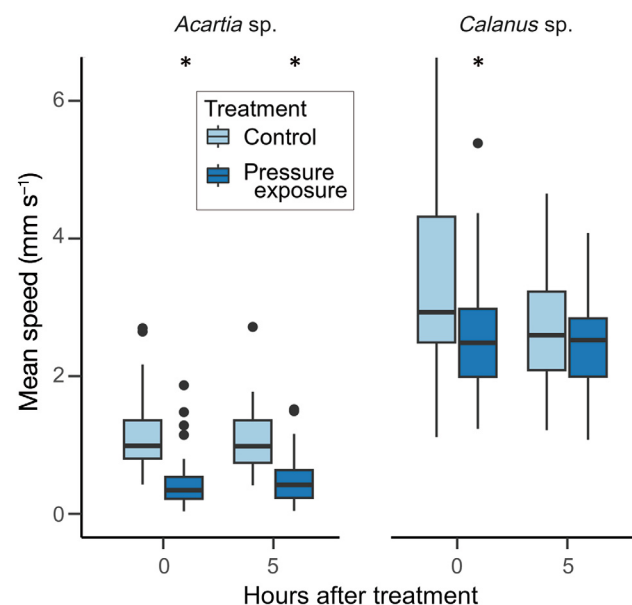 Acartia sp.
Calanus sp.
* * *
Treatment
Control
Pressure
exposure
6
4
2
0
Mean speed (mm s⁻¹)
0 5 0 5
Hours after treatment